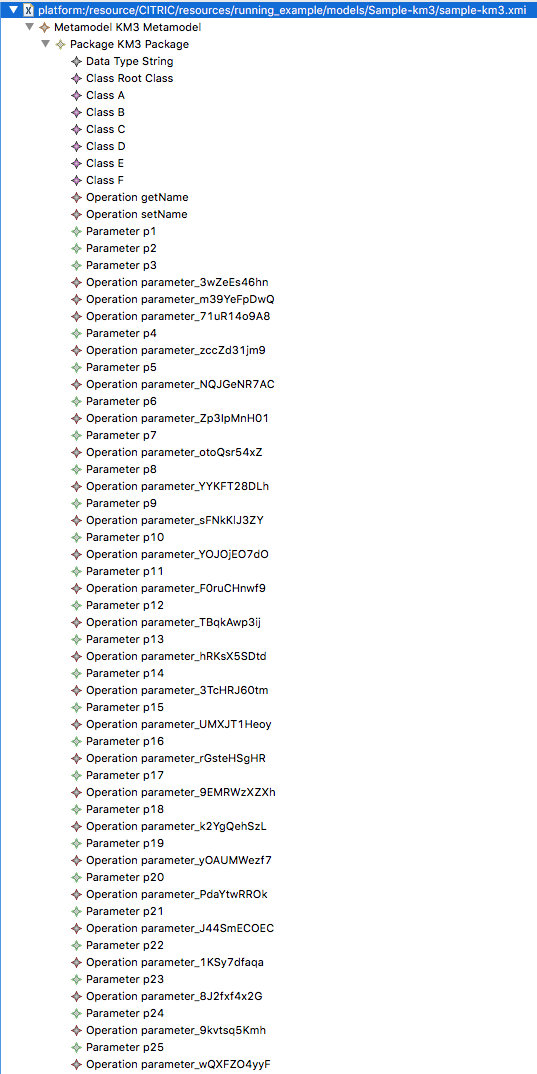 platform:/resource/CITRIC/resources/running_example/models/Sample-km3/sample-km3.xmi
Metamodel KM3 Metamodel
Package KM3 Package
Data Type String
Class Root Class
Class A
Class B
Class C
Class D
Class E
Class F
Operation getName
Operation setName
Parameter p1
Parameter p2
Parameter p3
Operation parameter_3wZeEs46hn
Operation parameter_m39YeFpDwQ
Operation parameter_71uR14o9A8
Parameter p4
Operation parameter_zccZd31jm9
Parameter p5
Operation parameter_NQJGeNR7AC
Parameter p6
Operation parameter_Zp3IpMnH01
Parameter p7
Operation parameter_otoQsr54xZ
Parameter p8
Operation parameter_YYKFT28DLh
Parameter p9
Operation parameter_sFNkKIJ3ZY
Parameter p10
Operation parameter_YOJOjEO7dO
Parameter p11
Operation parameter_F0ruCHnwf9
Parameter p12
Operation parameter_TBqkAwp3ij
Parameter p13
Operation parameter_hRKsX5SDtd
Parameter p14
Operation parameter_3TcHRJ60tm
Parameter p15
Operation parameter_UMXJT1Heoy
Parameter p16
Operation parameter_rGsteHSgHR
Parameter p17
Operation parameter_9EMRWzXZXh
Parameter p18
Operation parameter_k2YgQehSzL
Parameter p19
Operation parameter_yOAUMWezf7
Parameter p20
Operation parameter_PdaYtwRROk
Parameter p21
Operation parameter_J44SmECOEC
Parameter p22
Operation parameter_1KSy7dfaqa
Parameter p23
Operation parameter_8J2fxf4x2G
Parameter p24
Operation parameter_9kvtsq5Kmh
Parameter p25
Operation parameter_wQXFZO4yyF